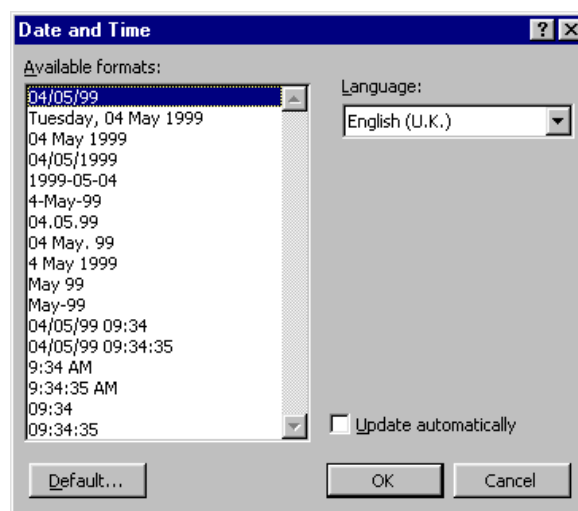 Date and Time
Available formats:
04/05/99
Tuesday, 04 May 1999
04 May 1999
04/05/1999
1999-05-04
4-May-99
04.05.99
04 May. 99
4 May 1999
May 99
May-99
04/05/99 09:34
04/05/99 09:34:35
9:34 AM
9:34:35 AM
09:34
09:34:35
Language:
English (U.K.)
Update automatically
Default...
OK
Cancel